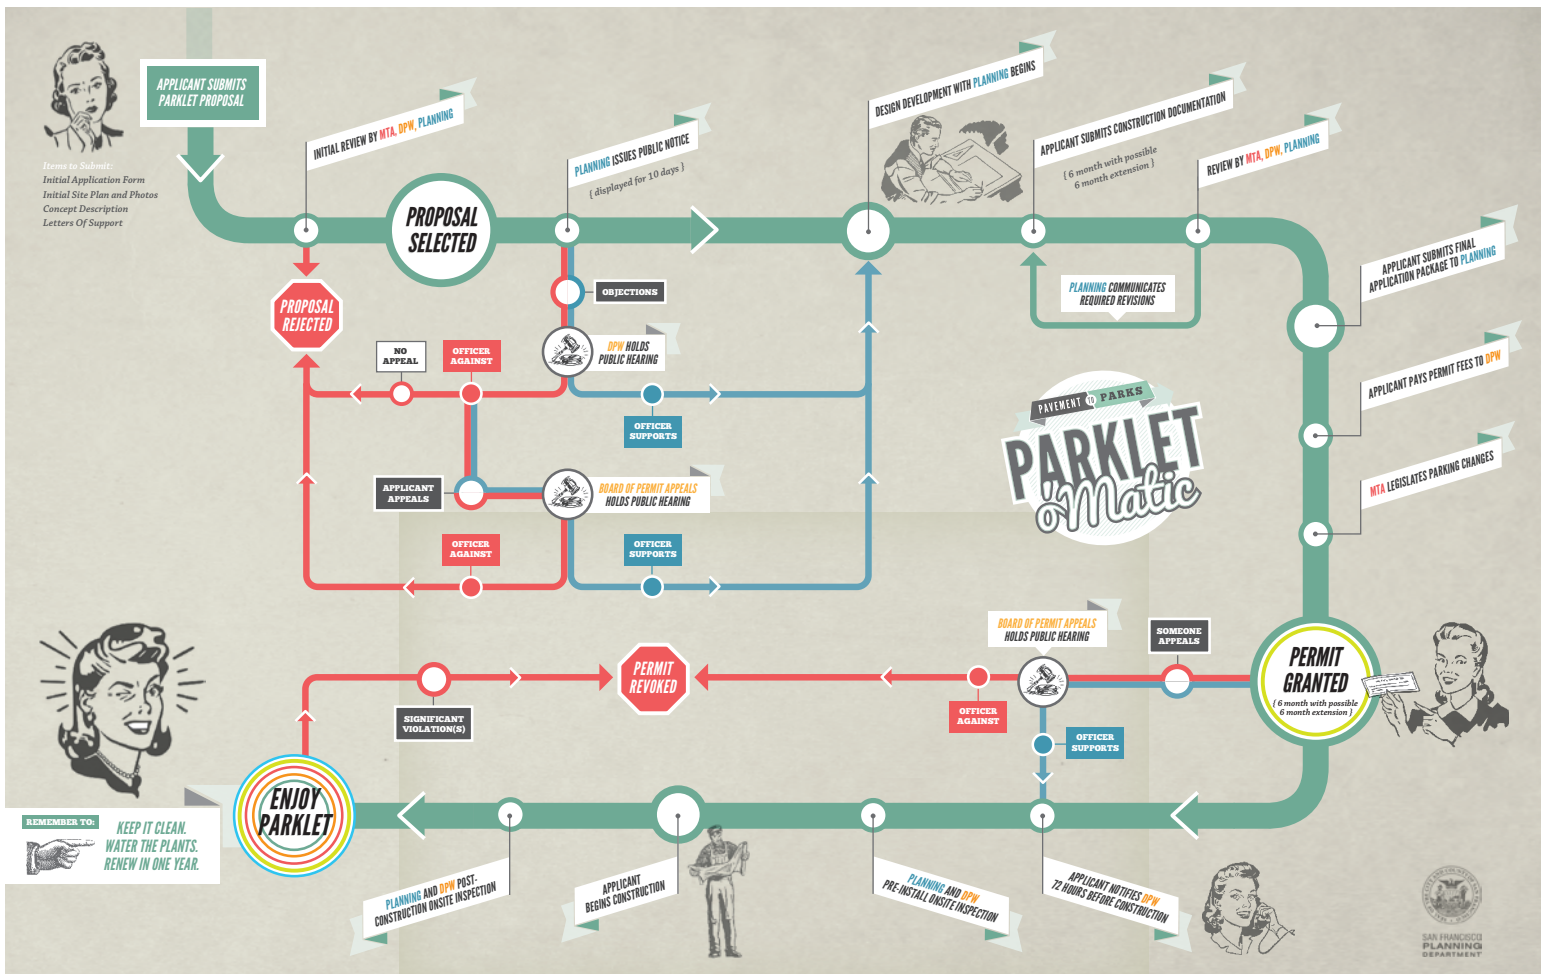 APPLICANT SUBMITS
PARKLET PROPOSAL
Items to Submit:
Initial Application Form
Initial Site Plan and Photos
Concept Description
Letters Of Support
INITIAL REVIEW BY MTA, DPW, PLANNING
PROPOSAL
SELECTED
PROPOSAL
REJECTED
PLANNING ISSUES PUBLIC NOTICE
{ displayed for 10 days }
OBJECTIONS
DPW HOLDS
PUBLIC HEARING
NO
APPEAL
OFFICER
AGAINST
OFFICER
SUPPORTS
APPLICANT
APPEALS
BOARD OF PERMIT APPEALS
HOLDS PUBLIC HEARING
OFFICER
AGAINST
OFFICER
SUPPORTS
DESIGN DEVELOPMENT WITH PLANNING BEGINS
APPLICANT SUBMITS CONSTRUCTION DOCUMENTATION
{ 6 month with possible
6 month extension }
REVIEW BY MTA, DPW, PLANNING
PLANNING COMMUNICATES
REQUIRED REVISIONS
APPLICANT SUBMITS FINAL
APPLICATION PACKAGE TO PLANNING
APPLICANT PAYS PERMIT FEES TO DPW
MTA LEGISLATES PARKING CHANGES
PAVEMENT TO PARKS
PARKLET
O'Matic
PERMIT
GRANTED
{ 6 month with possible
6 month extension }
SOMEONE
APPEALS
BOARD OF PERMIT APPEALS
HOLDS PUBLIC HEARING
OFFICER
AGAINST
OFFICER
SUPPORTS
PERMIT
REVOKED
SIGNIFICANT
VIOLATION(S)
APPLICANT NOTIFIES DPW
72 HOURS BEFORE CONSTRUCTION
PLANNING AND DPW
PRE-INSTALL ONSITE INSPECTION
APPLICANT
BEGINS CONSTRUCTION
PLANNING AND DPW POST-
CONSTRUCTION ONSITE INSPECTION
ENJOY
PARKLET
REMEMBER TO:
KEEP IT CLEAN.
WATER THE PLANTS.
RENEW IN ONE YEAR.
SAN FRANCISCO
PLANNING
DEPARTMENT